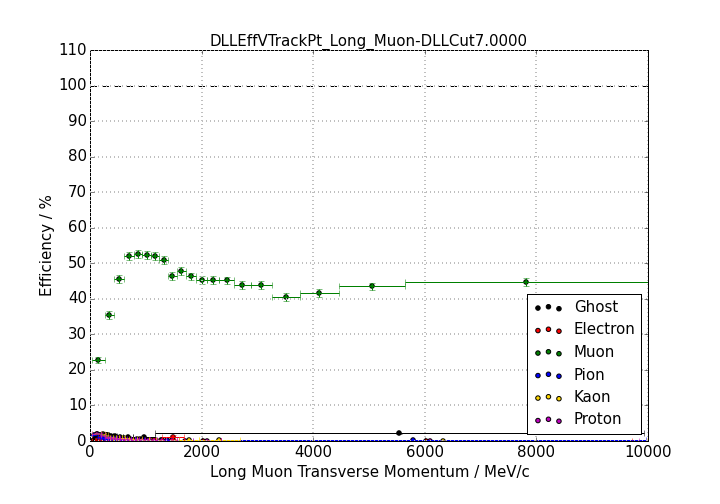 DLLEffVTrackPt_Long_Muon-DLLCut7.0000
110
100
90
80
70
60
50
40
30
20
10
0
Efficiency / %
Ghost
Electron
Muon
Pion
Kaon
Proton
0 2000 4000 6000 8000 10000
Long Muon Transverse Momentum / MeV/c